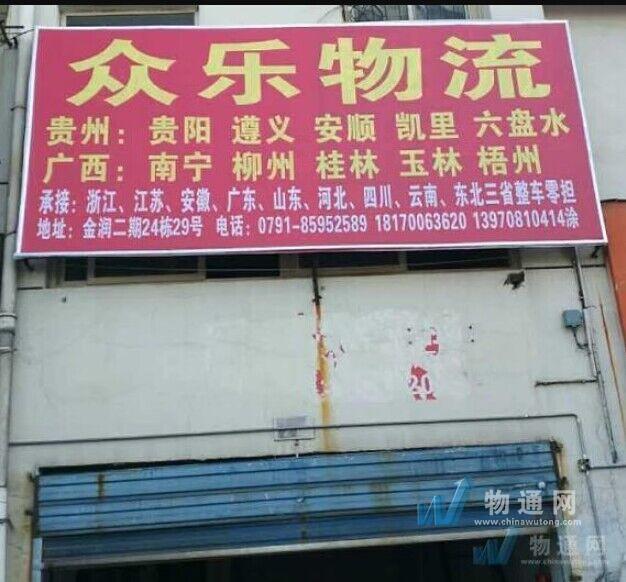 众乐物流
贵州：贵阳 遵义 安顺 凯里 六盘水
广西：南宁 柳州 桂林 玉林 梧州
承接：浙江、江苏、安徽、广东、山东、河北、四川、云南、东北三省整车零担
地址：金润二期24栋29号 电话：0791-85952589 18170063620 13970810414涂
20
物通网
www.chinawutong.com
物通网